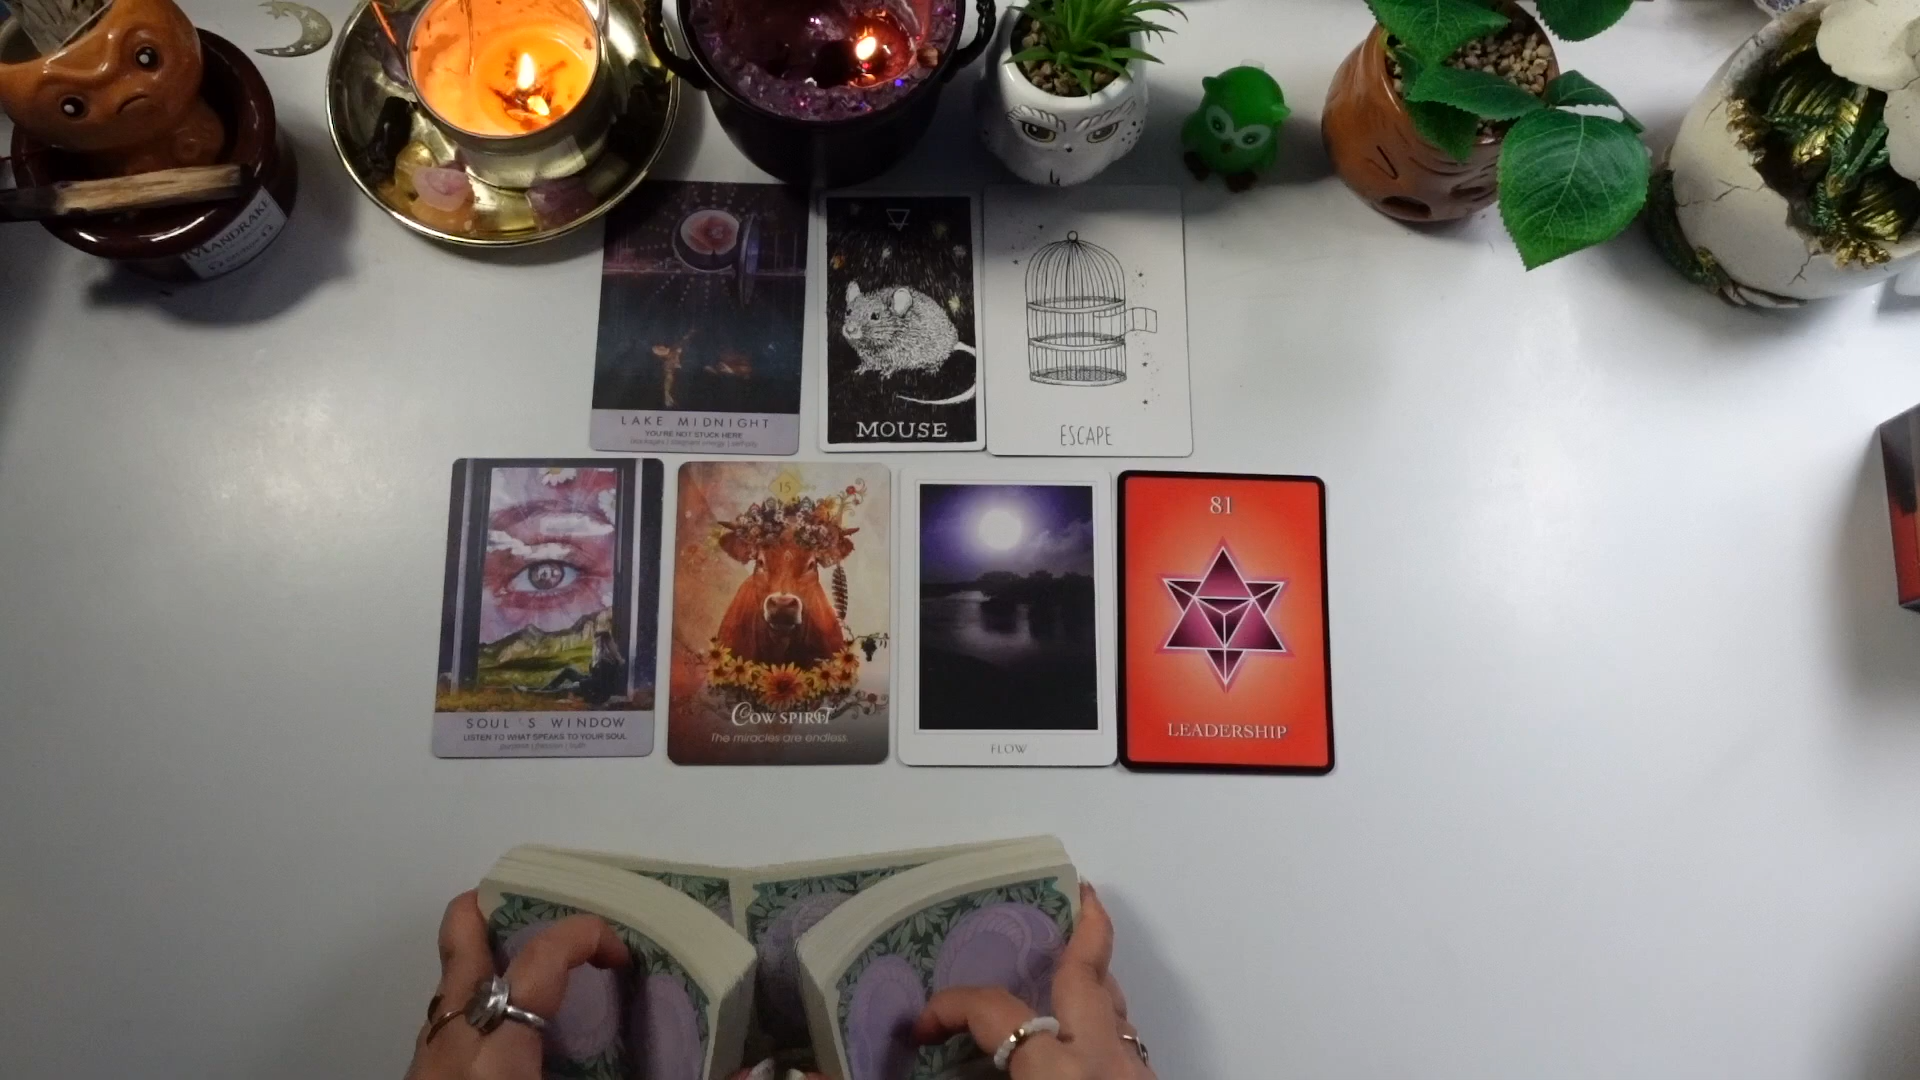 MANDRAKE
LAKE MIDNIGHT
YOU'RE NOT STUCK HERE
MOUSE
ESCAPE
SOUL'S WINDOW
LISTEN TO WHAT SPEAKS TO YOUR SOUL
15
COW SPIRIT
The miracles are endless.
FLOW
81
LEADERSHIP